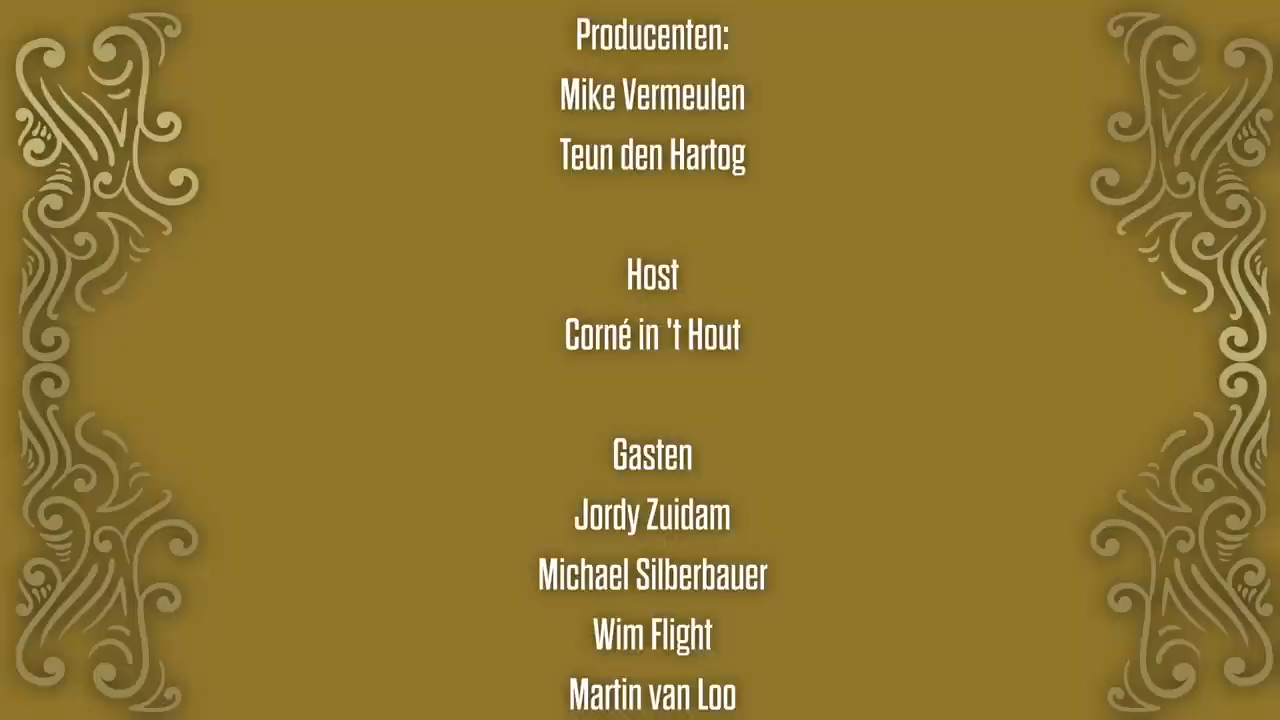 Producenten:
Mike Vermeulen
Teun den Hartog
Host
Corné in 't Hout
Gasten
Jordy Zuidam
Michael Silberbauer
Wim Flight
Martin van Loo